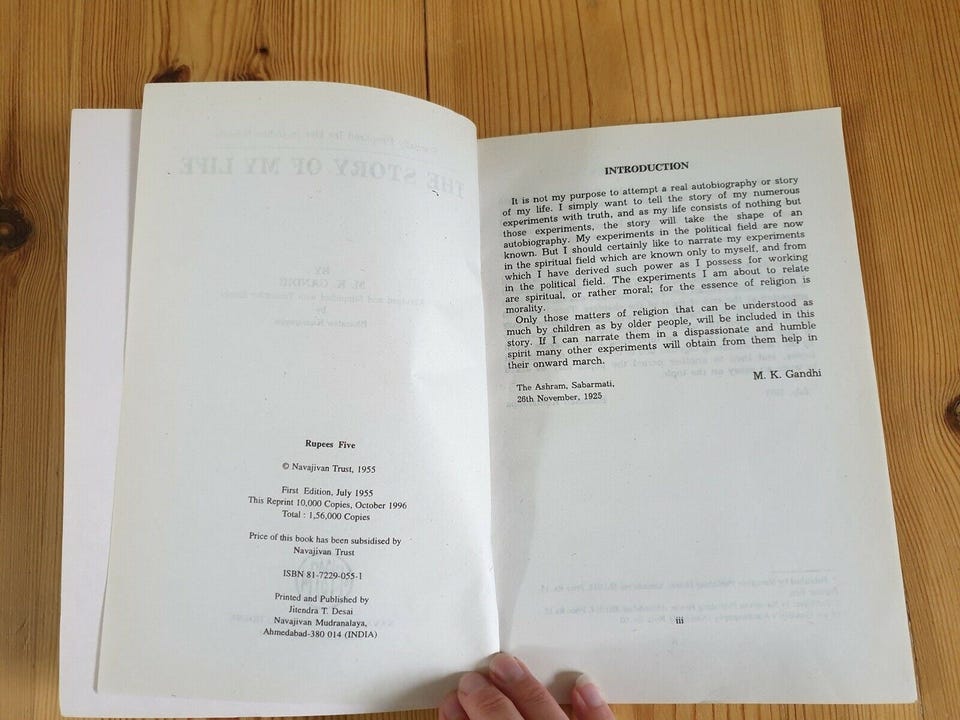 Rupees Five
© Navajivan Trust, 1955
First Edition, July 1955
This Reprint 10,000 Copies, October 1996
Total : 1,56,000 Copies
Price of this book has been subsidised by
Navajivan Trust
ISBN 81-7229-055-1
Printed and Published by
Jitendra T. Desai
Navajivan Mudranalaya,
Ahmedabad-380 014 (INDIA)
INTRODUCTION
It is not my purpose to attempt a real autobiography or story
of my life. I simply want to tell the story of my numerous
experiments with truth, and as my life consists of nothing but
those experiments, the story will take the shape of an
autobiography. My experiments in the political field are now
known. But I should certainly like to narrate my experiments
in the spiritual field which are known only to myself, and from
which I have derived such power as I possess for working
in the political field. The experiments I am about to relate
are spiritual, or rather moral; for the essence of religion is
morality.
Only those matters of religion that can be understood as
much by children as by older people, will be included in this
story. If I can narrate them in a dispassionate and humble
spirit many other experiments will obtain from them help in
their onward march.
M. K. Gandhi
The Ashram, Sabarmati,
26th November, 1925
iii